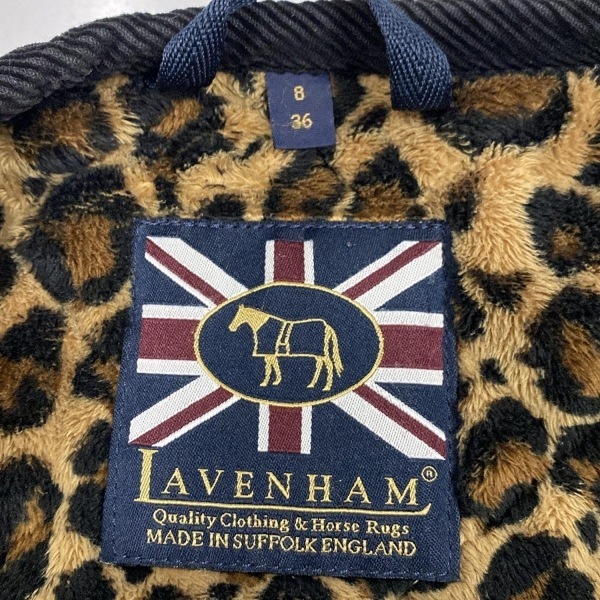 8
36
LAVENHAM®
Quality Clothing & Horse Rugs
MADE IN SUFFOLK ENGLAND